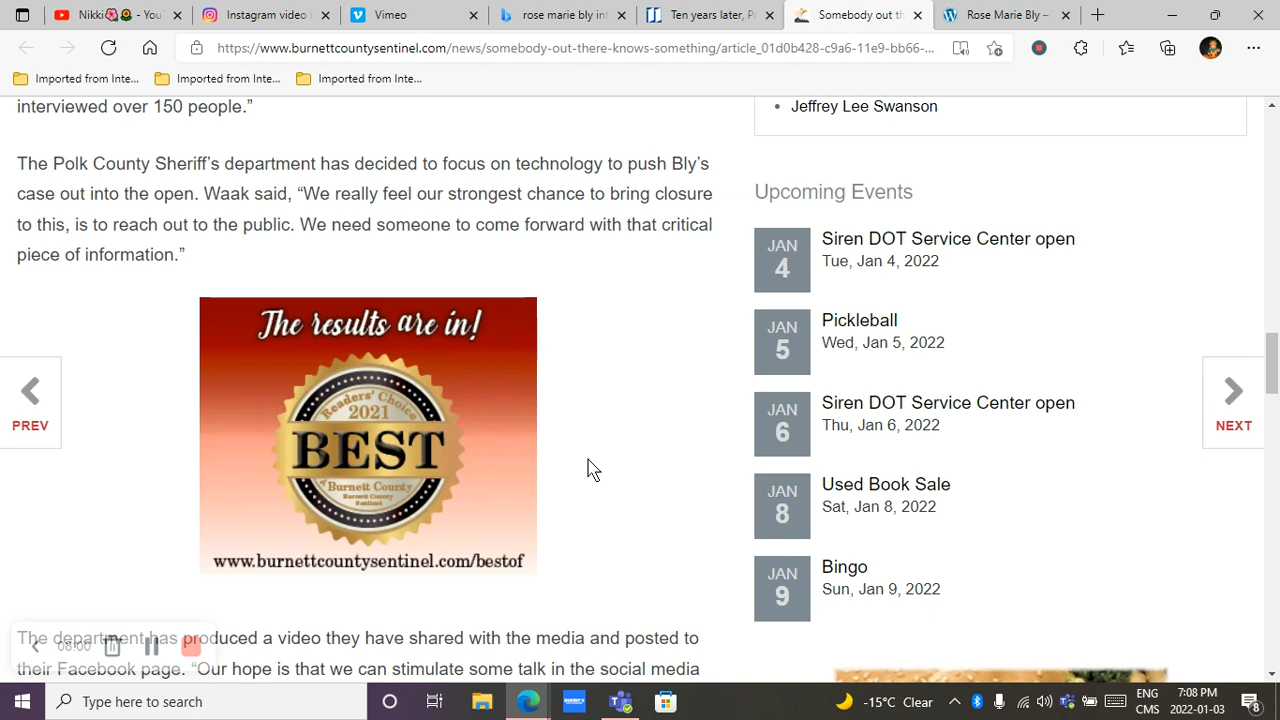 Nikki - You'
Instagram video
Vimeo
rose marie bly int
Ten years later, P
Somebody out th
Rose Marie Bly –
https://www.burnettcountysentinel.com/news/somebody-out-there-knows-something/article_01d0b428-c9a6-11e9-bb66-...
Imported from Inte...
Imported from Inte...
Imported from Inte...
interviewed over 150 people.”
The Polk County Sheriff’s department has decided to focus on technology to push Bly’s
case out into the open. Waak said, “We really feel our strongest chance to bring closure
to this, is to reach out to the public. We need someone to come forward with that critical
piece of information.”
The results are in!
Readers' Choice
2021
BEST
of Burnett County
Burnett County
Sentinel
www.burnettcountysentinel.com/bestof
The department has produced a video they have shared with the media and posted to
their Facebook page. “Our hope is that we can stimulate some talk in the social media
08:00
PREV
NEXT
Jeffrey Lee Swanson
Upcoming Events
JAN
4
Siren DOT Service Center open
Tue, Jan 4, 2022
JAN
5
Pickleball
Wed, Jan 5, 2022
JAN
6
Siren DOT Service Center open
Thu, Jan 6, 2022
JAN
8
Used Book Sale
Sat, Jan 8, 2022
JAN
9
Bingo
Sun, Jan 9, 2022
Type here to search
-15°C Clear
ENG
CMS
7:08 PM
2022-01-03
8